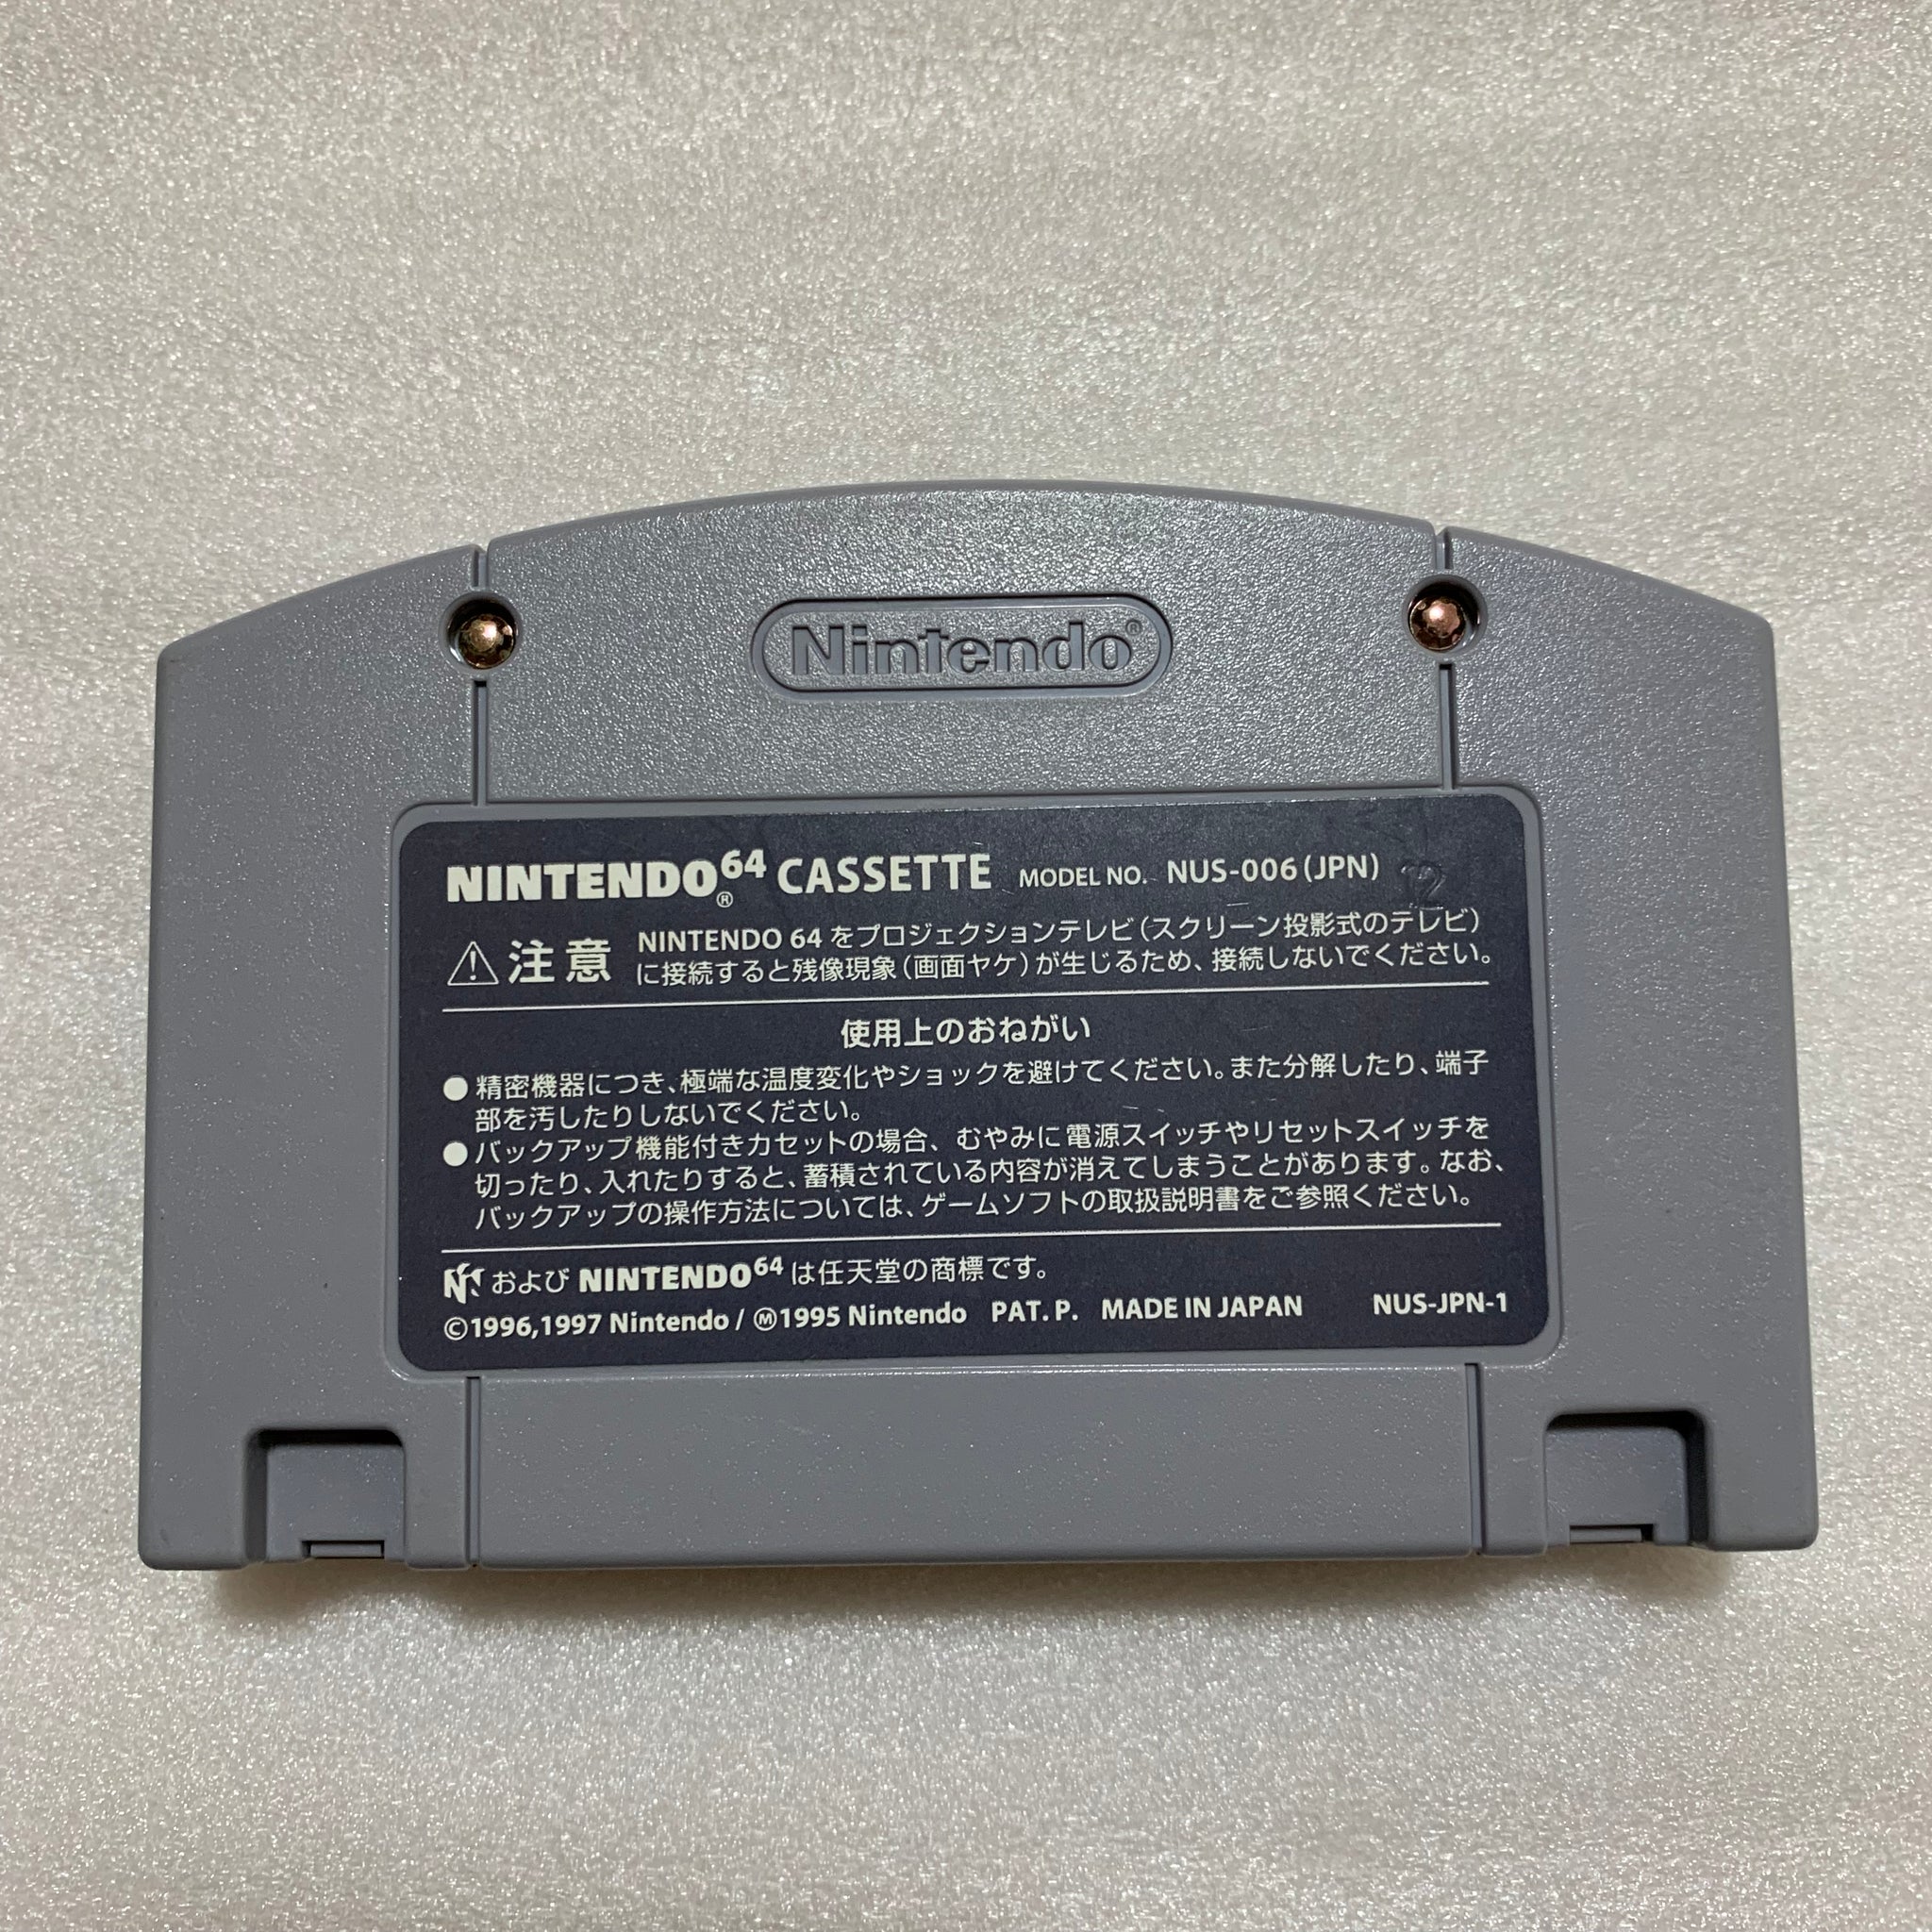 Nintendo®
NINTENDO64® CASSETTE MODEL NO. NUS-006(JPN) 12
⚠注意 NINTENDO 64 をプロジェクションテレビ(スクリーン投影式のテレビ)
に接続すると残像現象(画面ヤケ)が生じるため、接続しないでください。
使用上のおねがい
●精密機器につき、極端な温度変化やショックを避けてください。また分解したり、端子
部を汚したりしないでください。
●バックアップ機能付きカセットの場合、むやみに電源スイッチやリセットスイッチを
切ったり、入れたりすると、蓄積されている内容が消えてしまうことがあります。なお、
バックアップの操作方法については、ゲームソフトの取扱説明書をご参照ください。
N および NINTENDO64 は任天堂の商標です。
©1996,1997 Nintendo / Ⓜ1995 Nintendo PAT. P. MADE IN JAPAN NUS-JPN-1